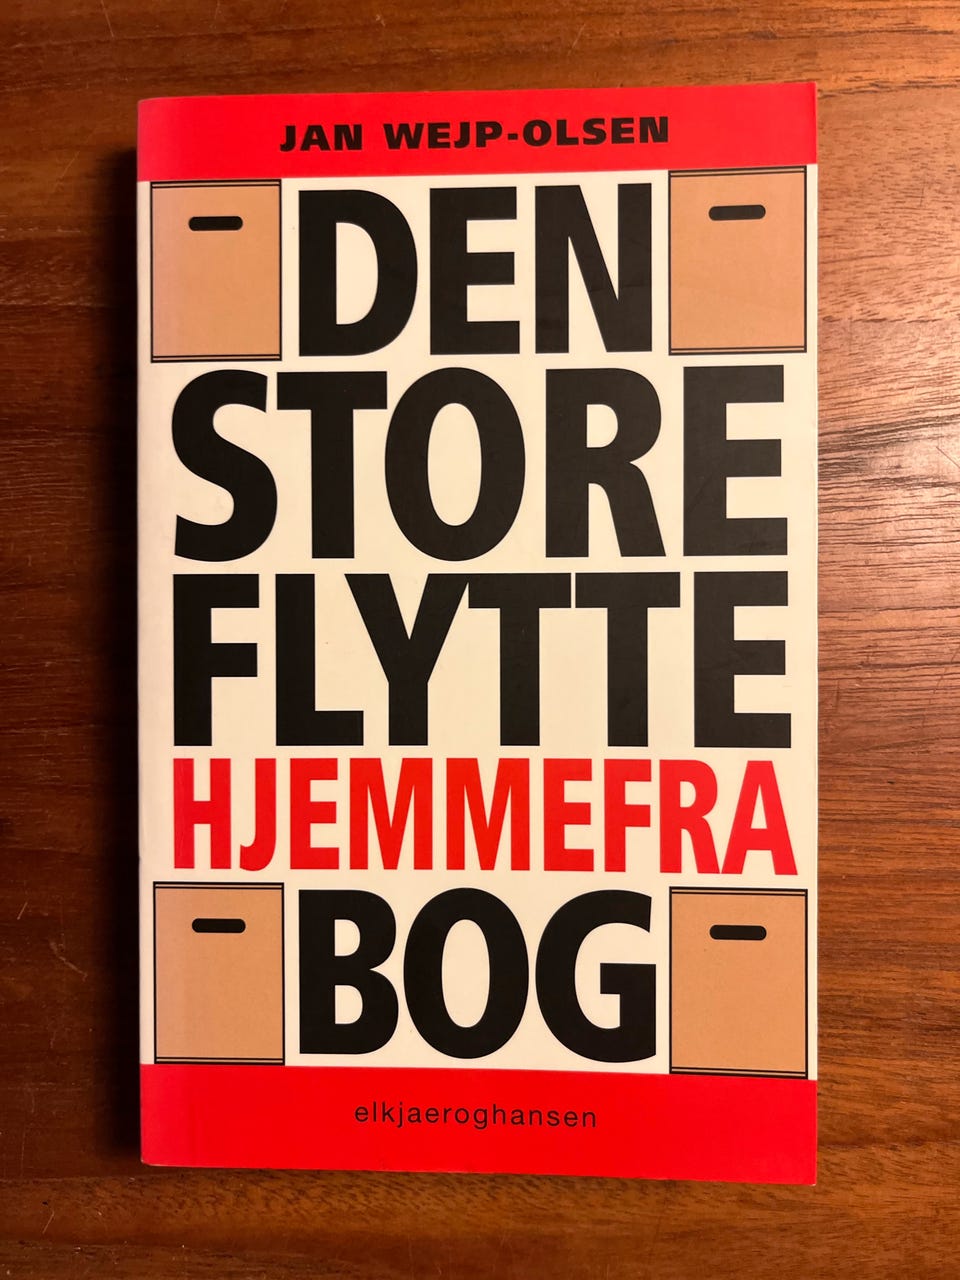 JAN WEJP-OLSEN
DEN
STORE
FLYTTE
HJEMMEFRA
BOG
elkjaeroghansen